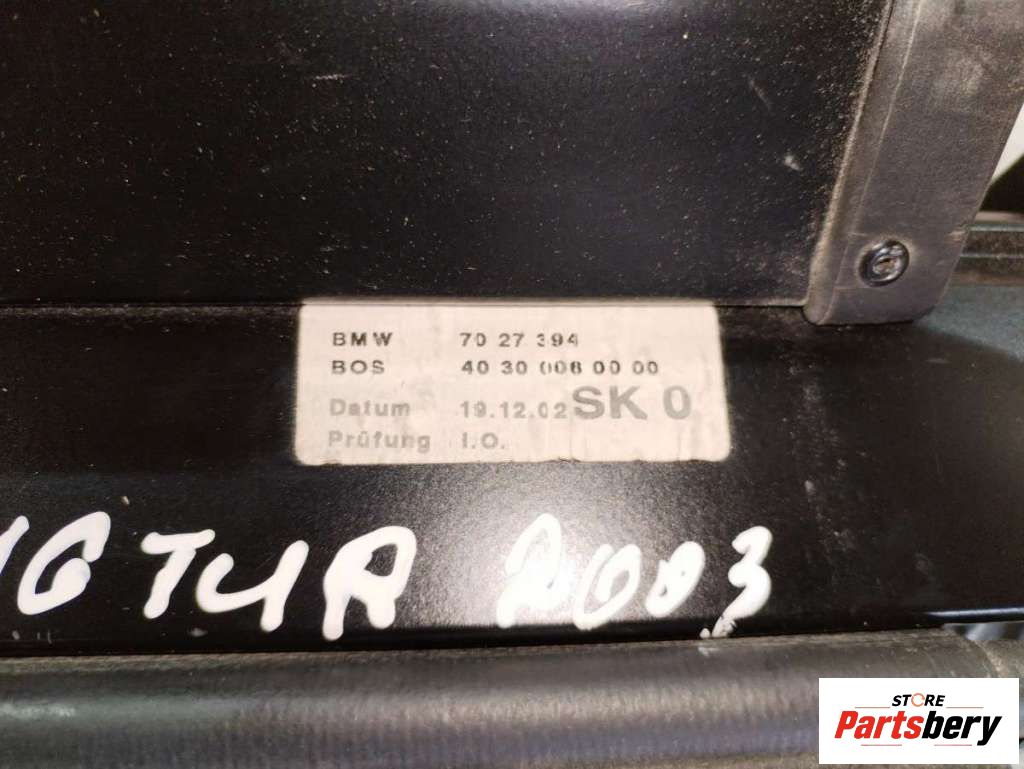 BMW 70 27 394
BOS 40 30 006 00 00
Datum 19.12.02 SK 0
Prüfung I.O.
2003
STORE
Partsbery